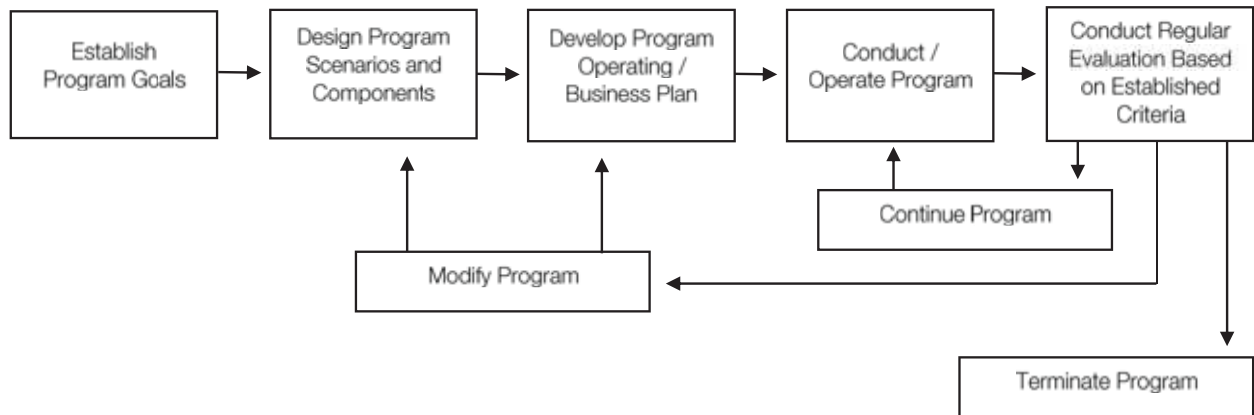 Establish
Program Goals
Design Program
Scenarios and
Components
Develop Program
Operating /
Business Plan
Conduct /
Operate Program
Conduct Regular
Evaluation Based
on Established
Criteria
Continue Program
Modify Program
Terminate Program